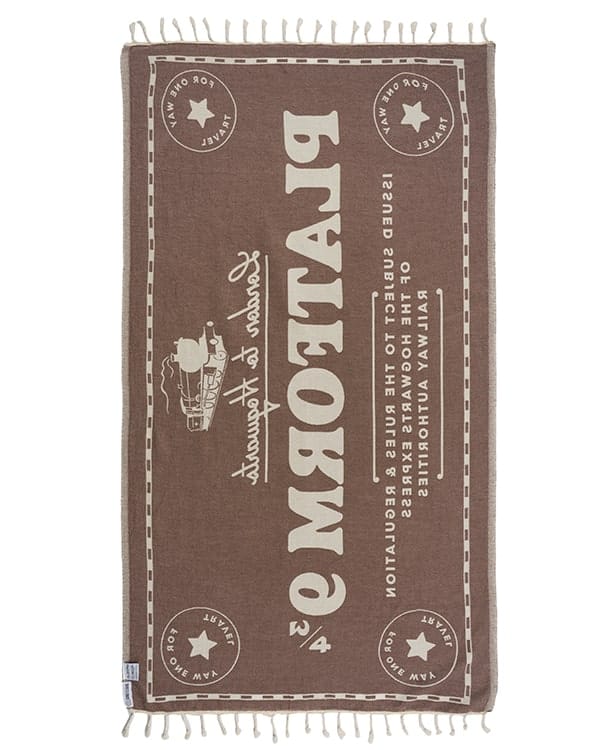 FOR ONE WAY TRAVEL
FOR ONE WAY TRAVEL
London to Hogwarts
PLATFORM 9 3/4
ISSUED SUBJECT TO THE RULES & REGULATION
OF THE HOGWARTS EXPRESS
RAILWAY AUTHORITIES
FOR ONE WAY TRAVEL
FOR ONE WAY TRAVEL